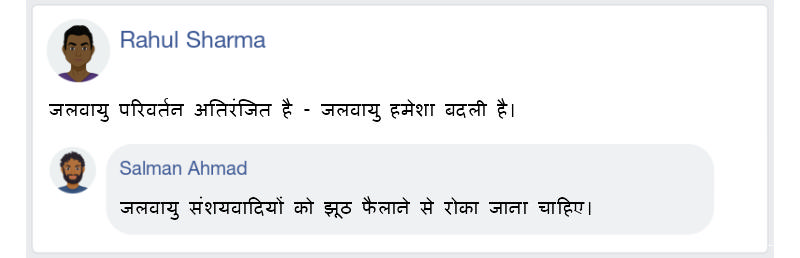 Rahul Sharma
जलवायु परिवर्तन अतिरंजित है - जलवायु हमेशा बदली है।
Salman Ahmad
जलवायु संशयवादियों को झूठ फैलाने से रोका जाना चाहिए।